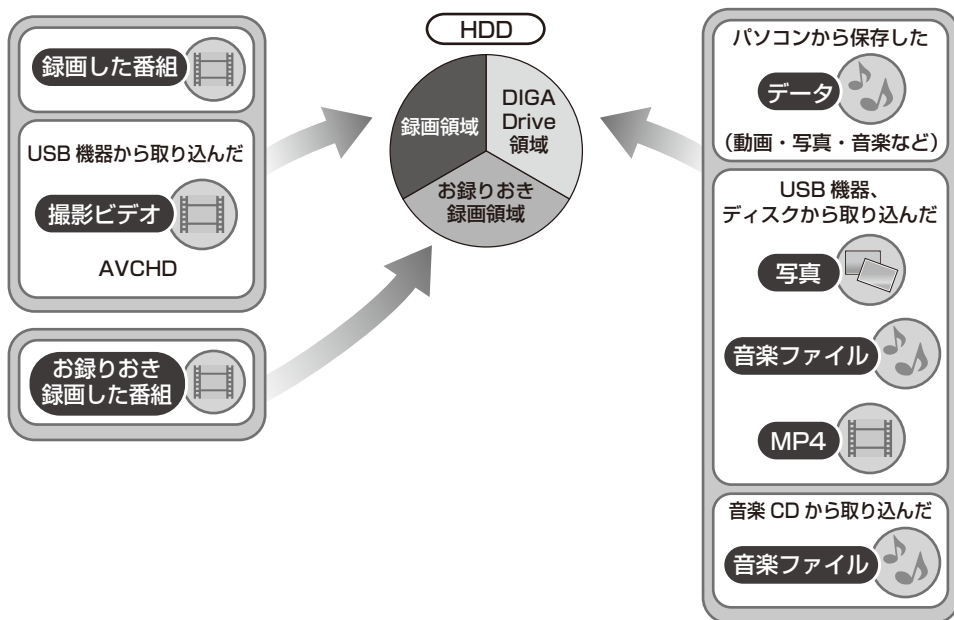 録画した番組
USB 機器から取り込んだ
撮影ビデオ
AVCHD
お録りおき
録画した番組
HDD
録画領域
DIGA
Drive
領域
お録りおき
録画領域
パソコンから保存した
データ
（動画・写真・音楽など）
USB 機器、
ディスクから取り込んだ
写真
音楽ファイル
MP4
音楽 CD から取り込んだ
音楽ファイル